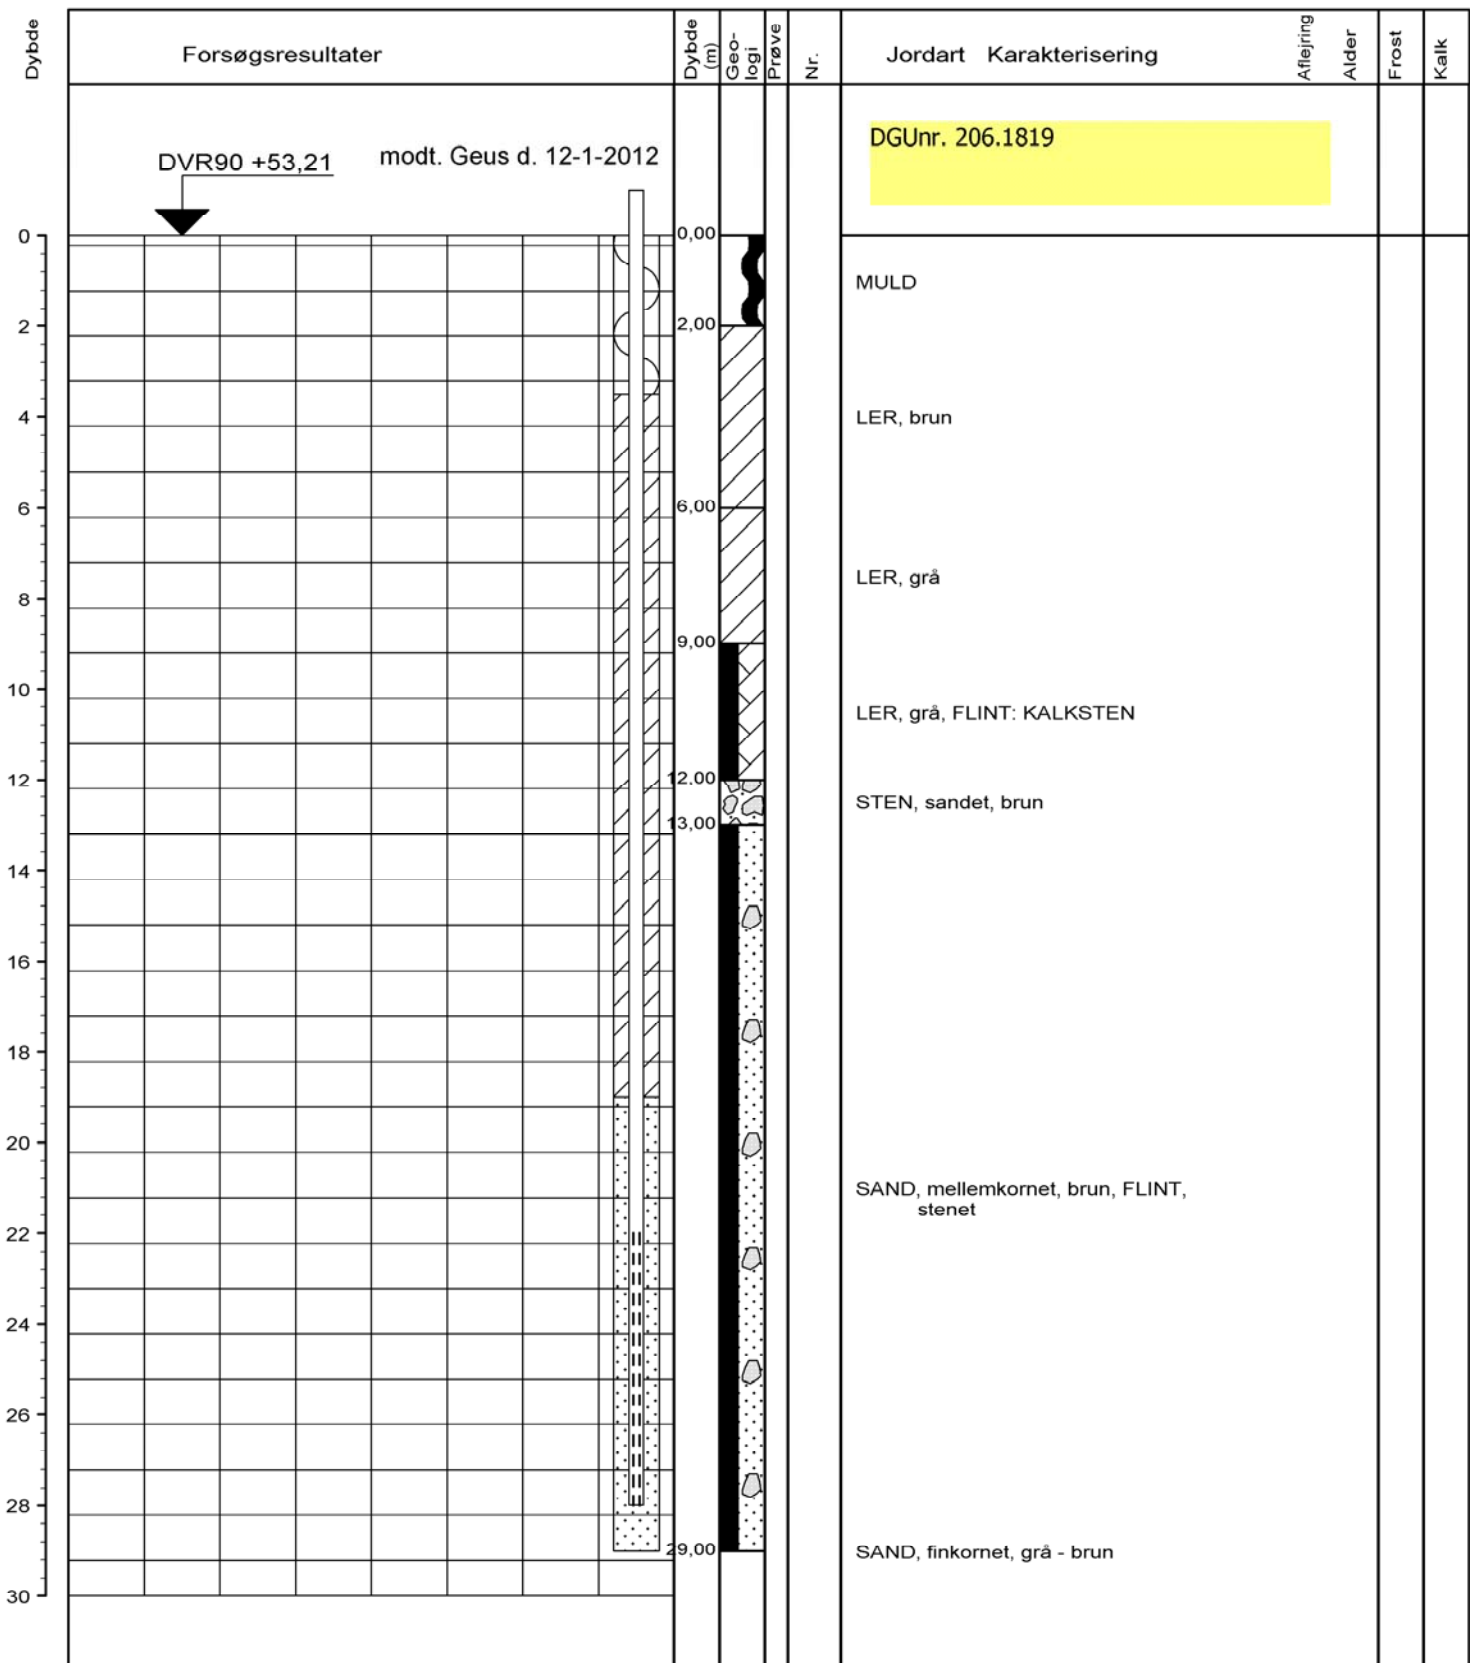 Dybde
Forsøgsresultater
Dybde
(m)
Geo-
logi
Prøve
Nr.
Jordart Karakterisering
Aflejring
Alder
Frost
Kalk
DGUnr. 206.1819
DVR90 +53,21
modt. Geus d. 12-1-2012
0
0,00
MULD
2
2,00
4
LER, brun
6
6,00
LER, grå
8
9,00
10
LER, grå, FLINT: KALKSTEN
12
12,00
STEN, sandet, brun
13,00
14
16
18
20
SAND, mellemkornet, brun, FLINT,
stenet
22
24
26
28
29,00
SAND, finkornet, grå - brun
30